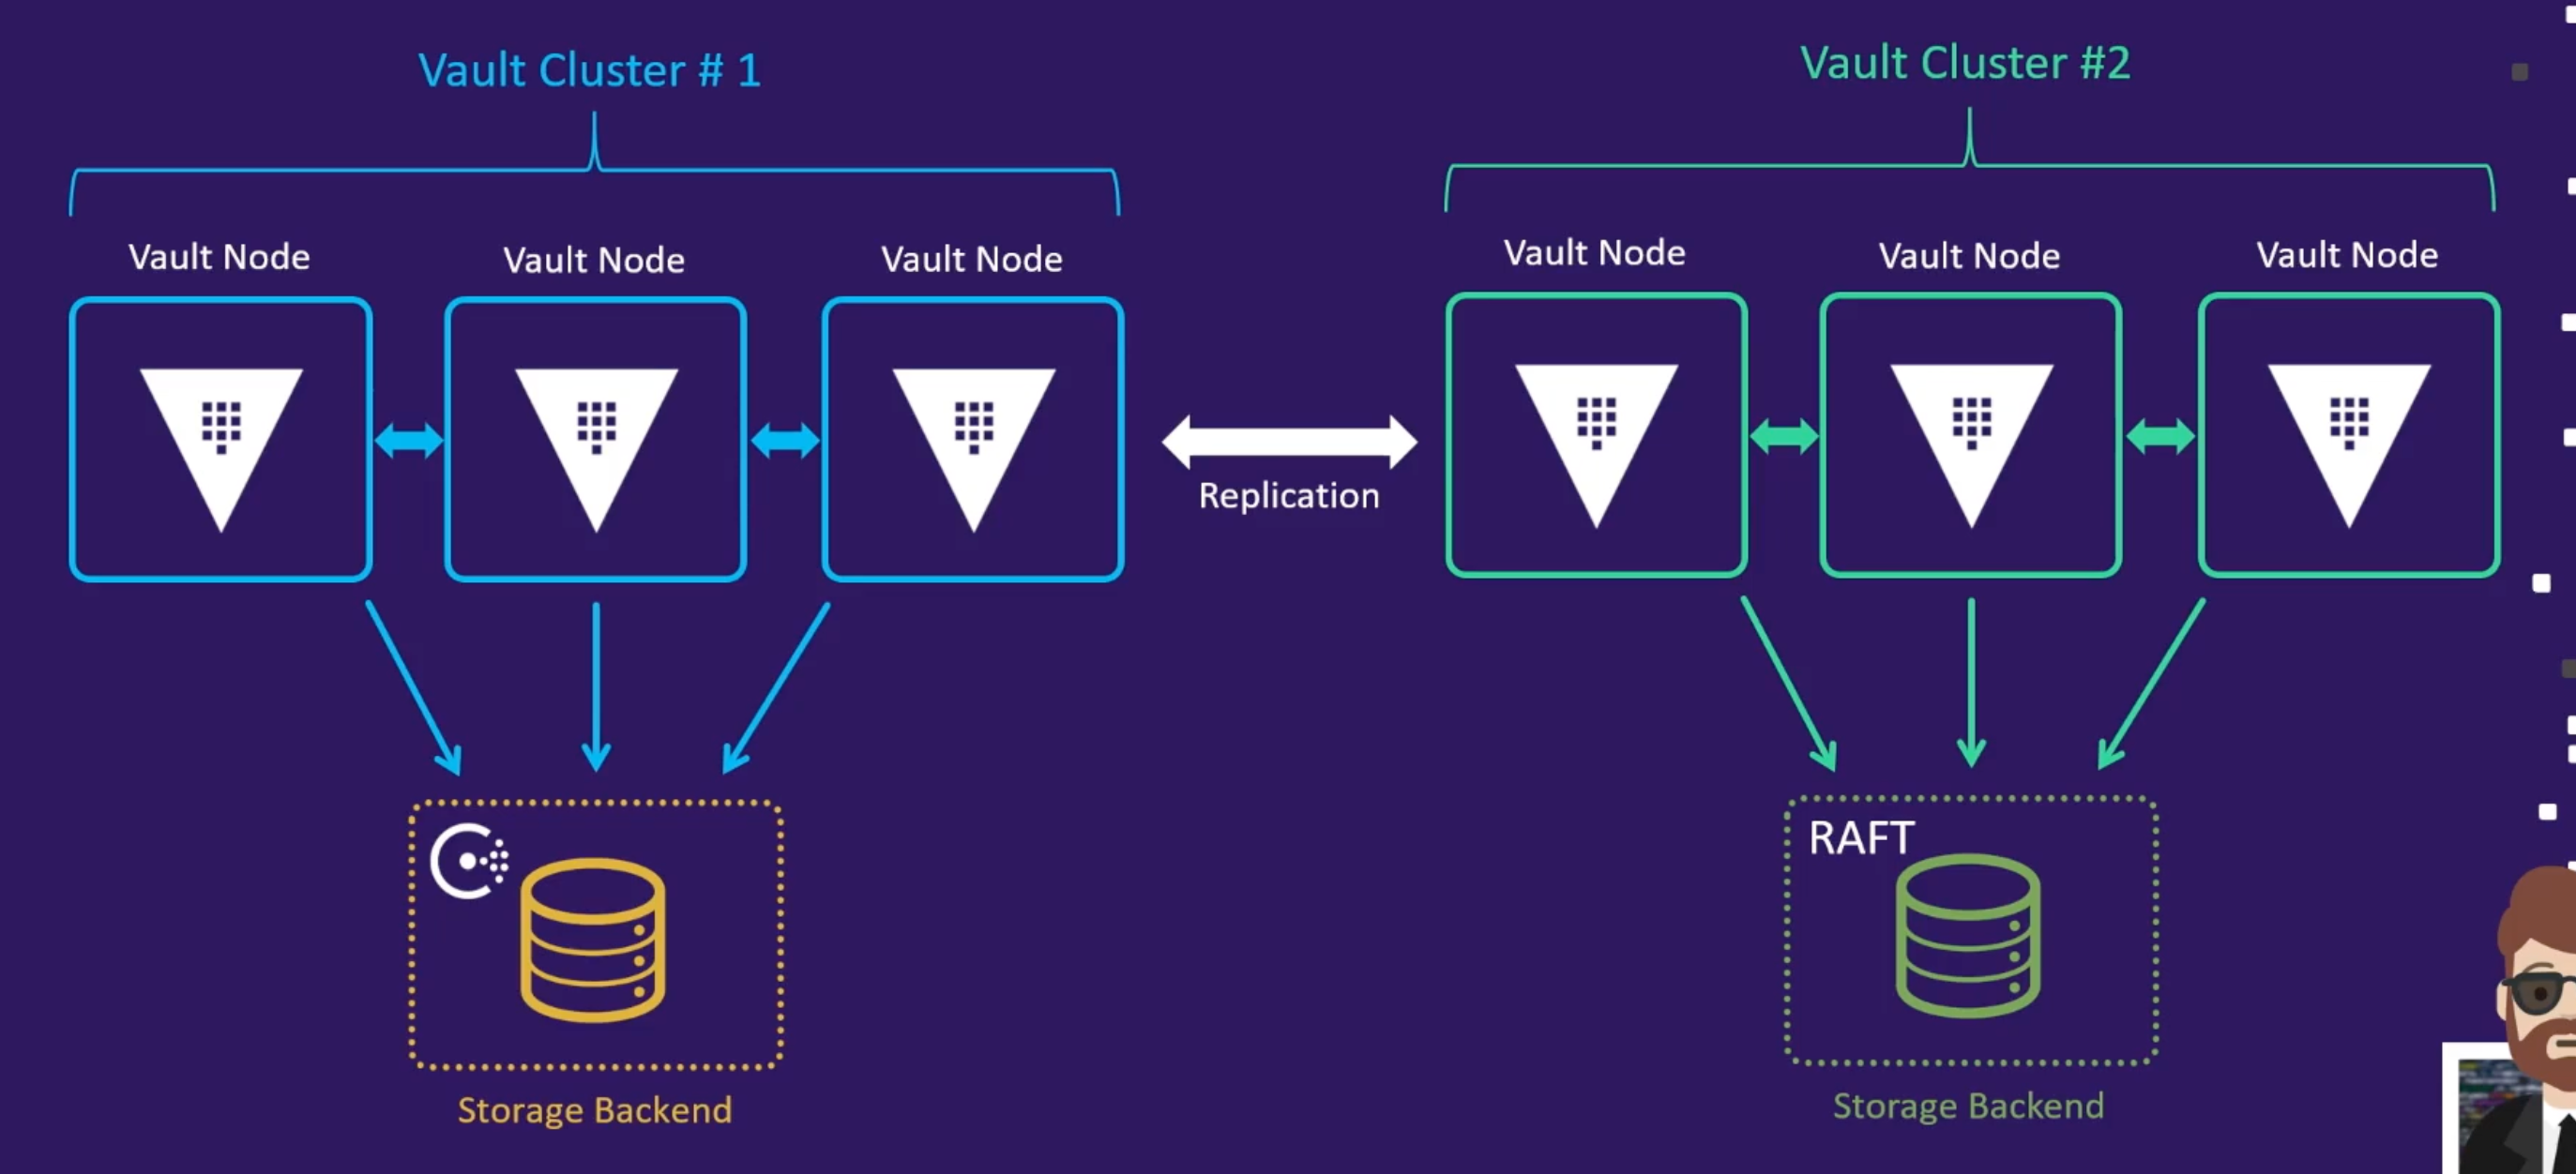 Vault Cluster # 1
Vault Node
Vault Node
Vault Node
Storage Backend
Replication
Vault Cluster #2
Vault Node
Vault Node
Vault Node
RAFT
Storage Backend